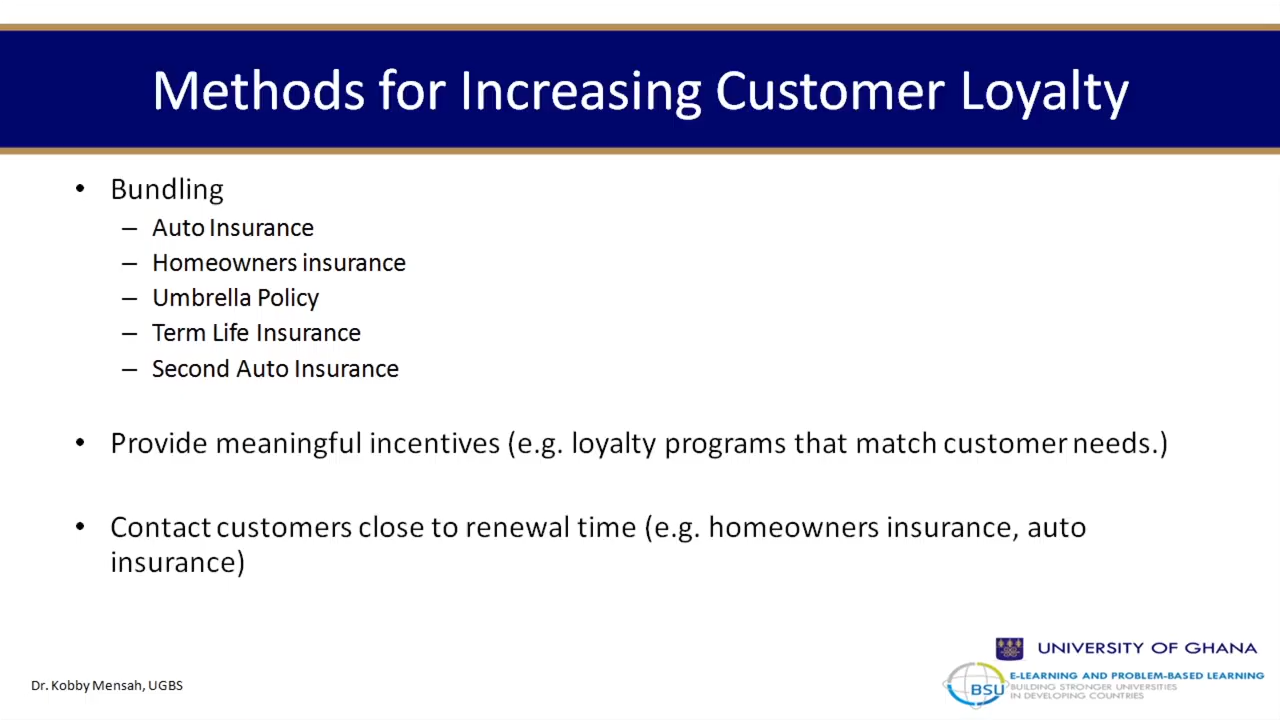 Methods for Increasing Customer Loyalty
• Bundling
– Auto Insurance
– Homeowners insurance
– Umbrella Policy
– Term Life Insurance
– Second Auto Insurance
• Provide meaningful incentives (e.g. loyalty programs that match customer needs.)
• Contact customers close to renewal time (e.g. homeowners insurance, auto
insurance)
UNIVERSITY OF GHANA
Dr. Kobby Mensah, UGBS
BSU
E-LEARNING AND PROBLEM-BASED LEARNING
BUILDING STRONGER UNIVERSITIES
IN DEVELOPING COUNTRIES